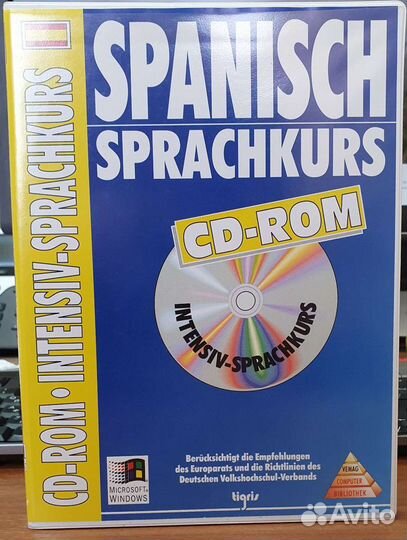 SPANISCH
SPRACHKURS
CD-ROM
INTENSIV-SPRACHKURS
CD-ROM • INTENSIV-SPRACHKURS
Berücksichtigt die Empfehlungen
des Europarats und die Richtlinien des
Deutschen Volkshochschul-Verbands
MICROSOFT®
WINDOWS
tigris
VEMAG
COMPUTER
BIBLIOTHEK
Avito